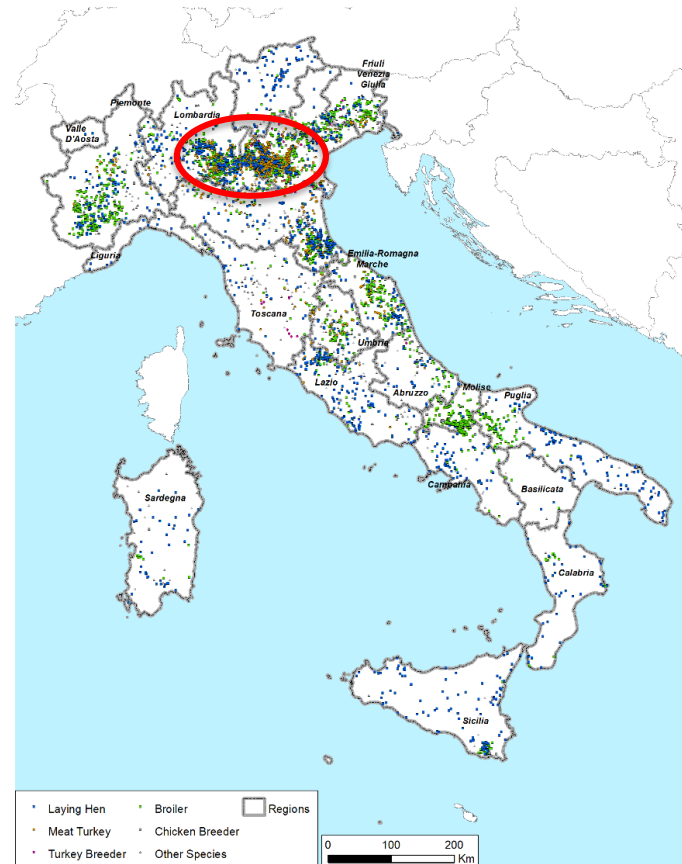 Friuli
Venezia
Giulia
Piemonte
Lombardia
Valle
D'Aosta
Liguria
Emilia-Romagna
Marche
Toscana
Umbria
Lazio
Abruzzo
Molise
Puglia
Campania
Basilicata
Sardegna
Calabria
Sicilia
Laying Hen
Broiler
Regions
Meat Turkey
Chicken Breeder
Turkey Breeder
Other Species
0 100 200
Km